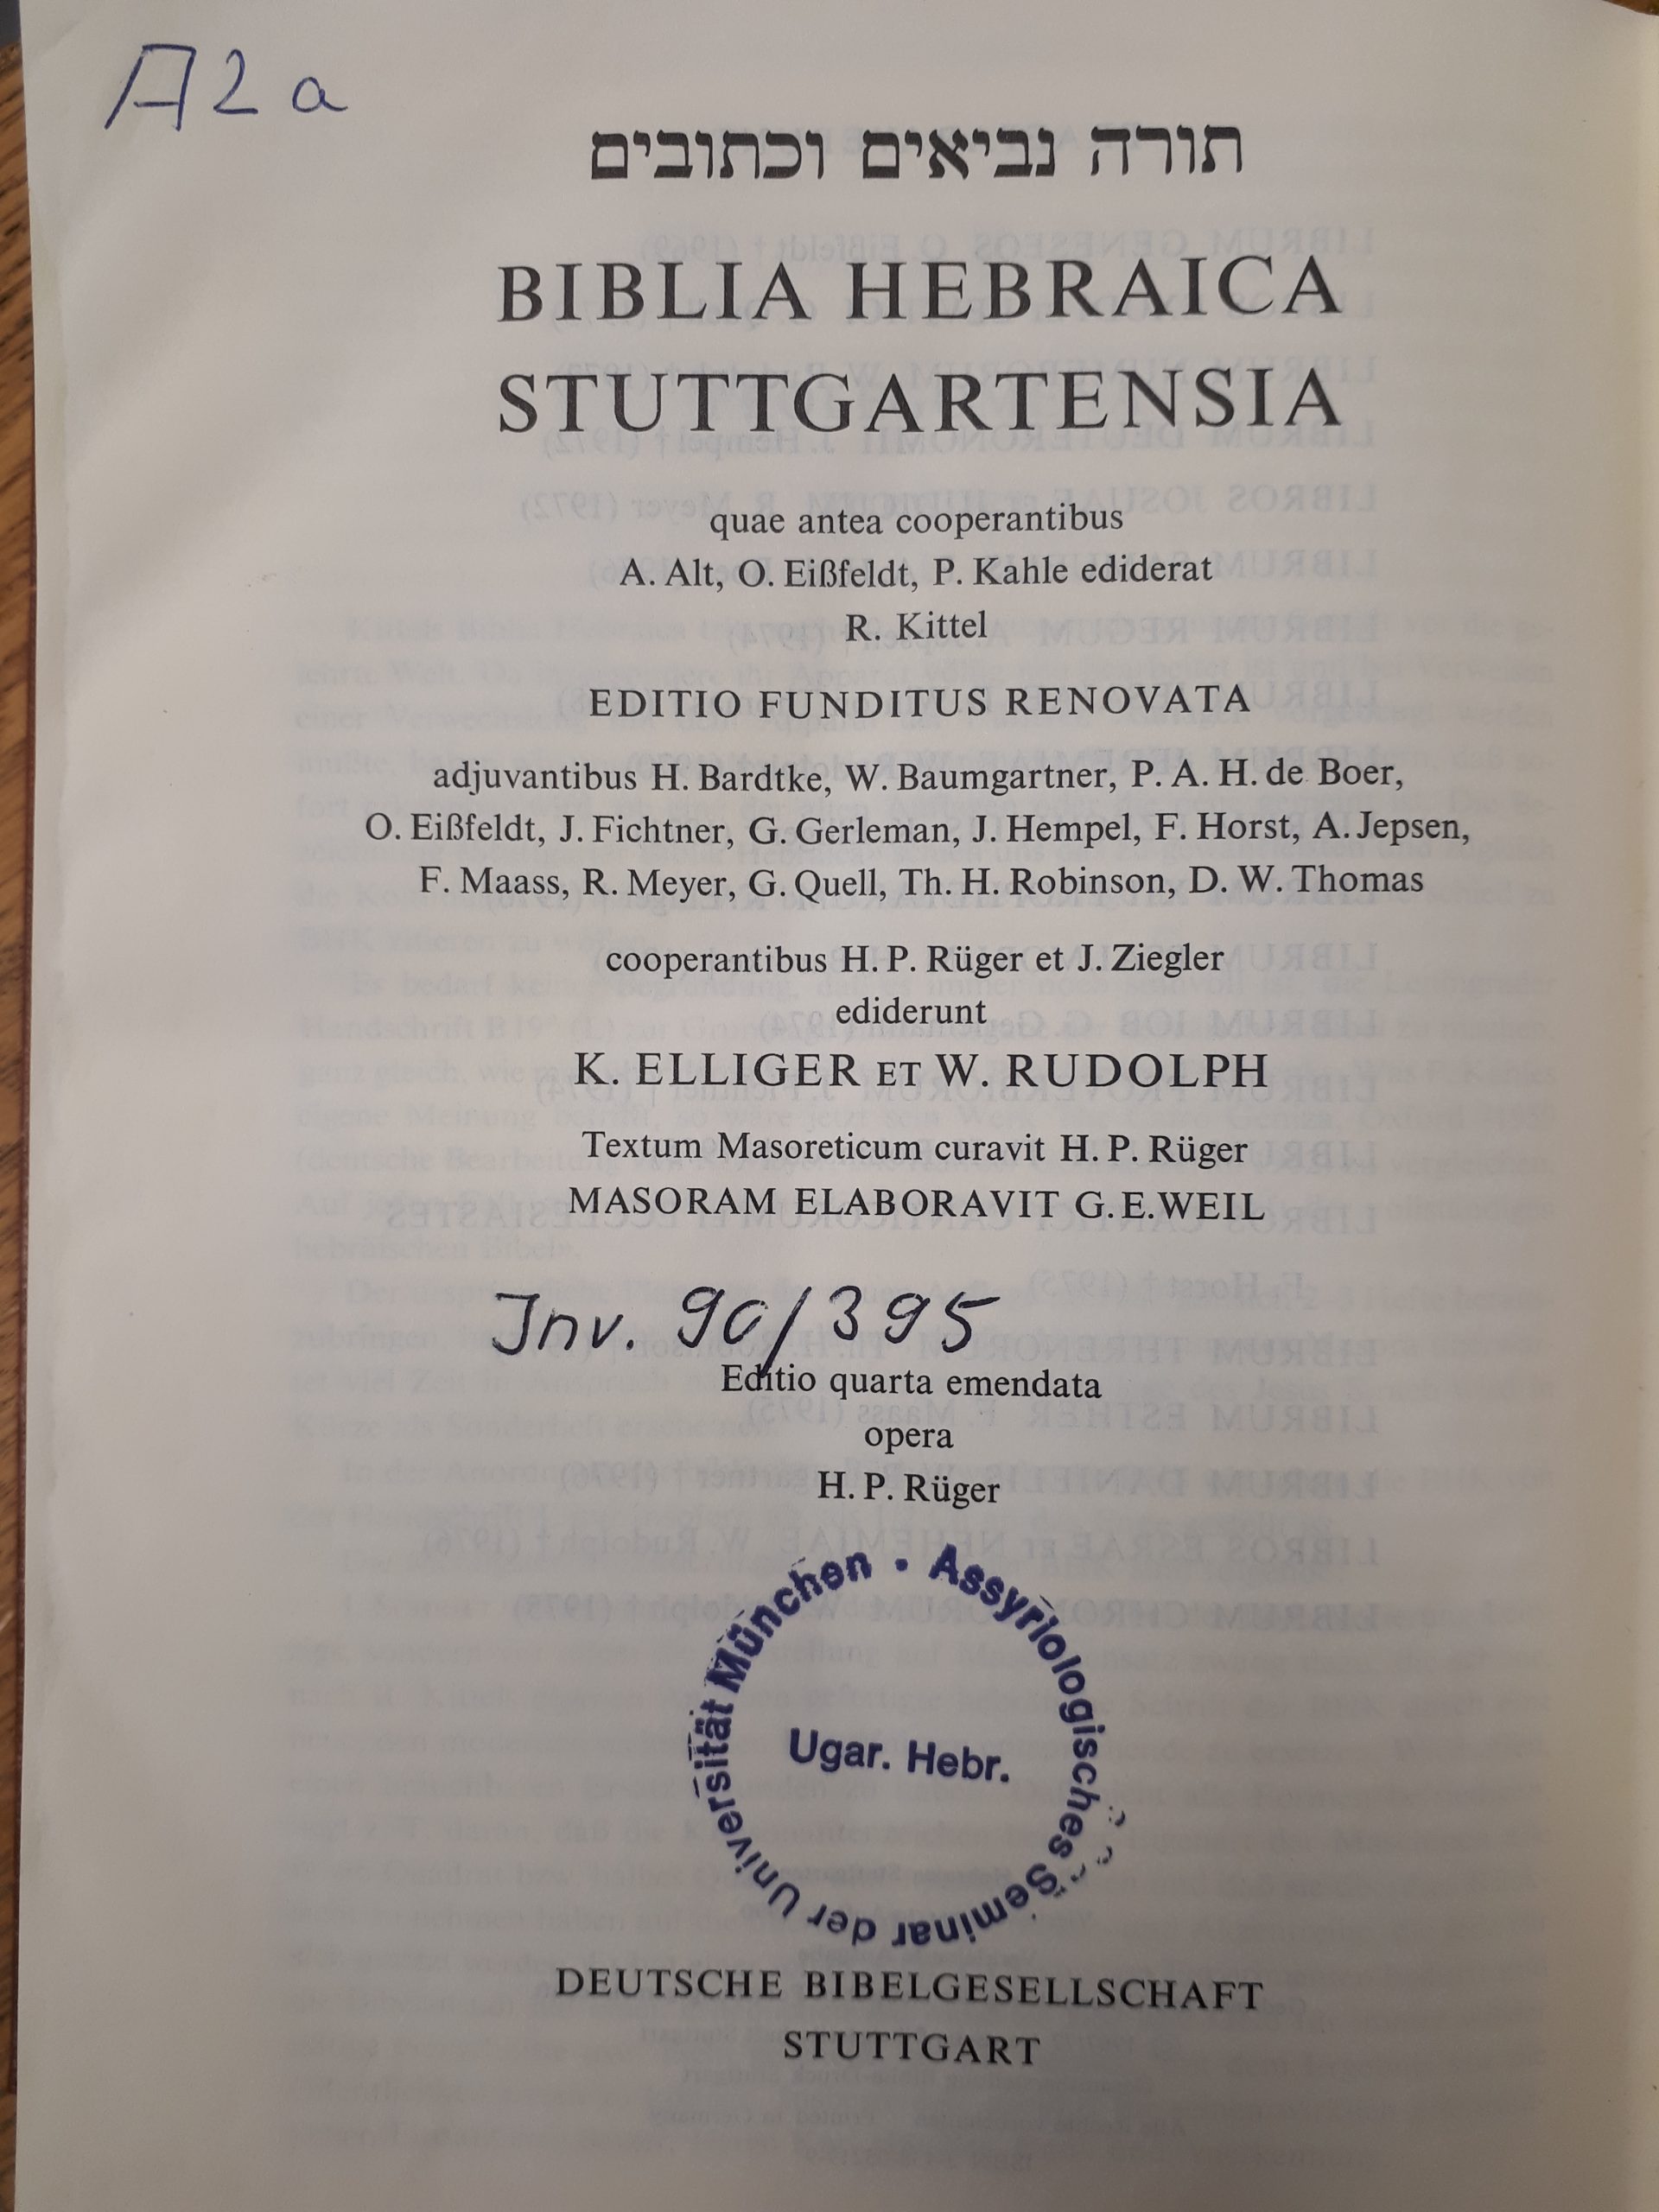 A2a
תורה נביאים וכתובים
BIBLIA HEBRAICA
STUTTGARTENSIA
quae antea cooperantibus
A. Alt, O. Eißfeldt, P. Kahle ediderat
R. Kittel
EDITIO FUNDITUS RENOVATA
adjuvantibus H. Bardtke, W. Baumgartner, P. A. H. de Boer,
O. Eißfeldt, J. Fichtner, G. Gerleman, J. Hempel, F. Horst, A. Jepsen,
F. Maass, R. Meyer, G. Quell, Th. H. Robinson, D. W. Thomas
cooperantibus H. P. Rüger et J. Ziegler
ediderunt
K. ELLIGER ET W. RUDOLPH
Textum Masoreticum curavit H. P. Rüger
MASORAM ELABORAVIT G. E. WEIL
Inv. 90/395
Editio quarta emendata
opera
H. P. Rüger
Assyriologisches Seminar der Universität München ·
Ugar. Hebr.
DEUTSCHE BIBELGESELLSCHAFT
STUTTGART